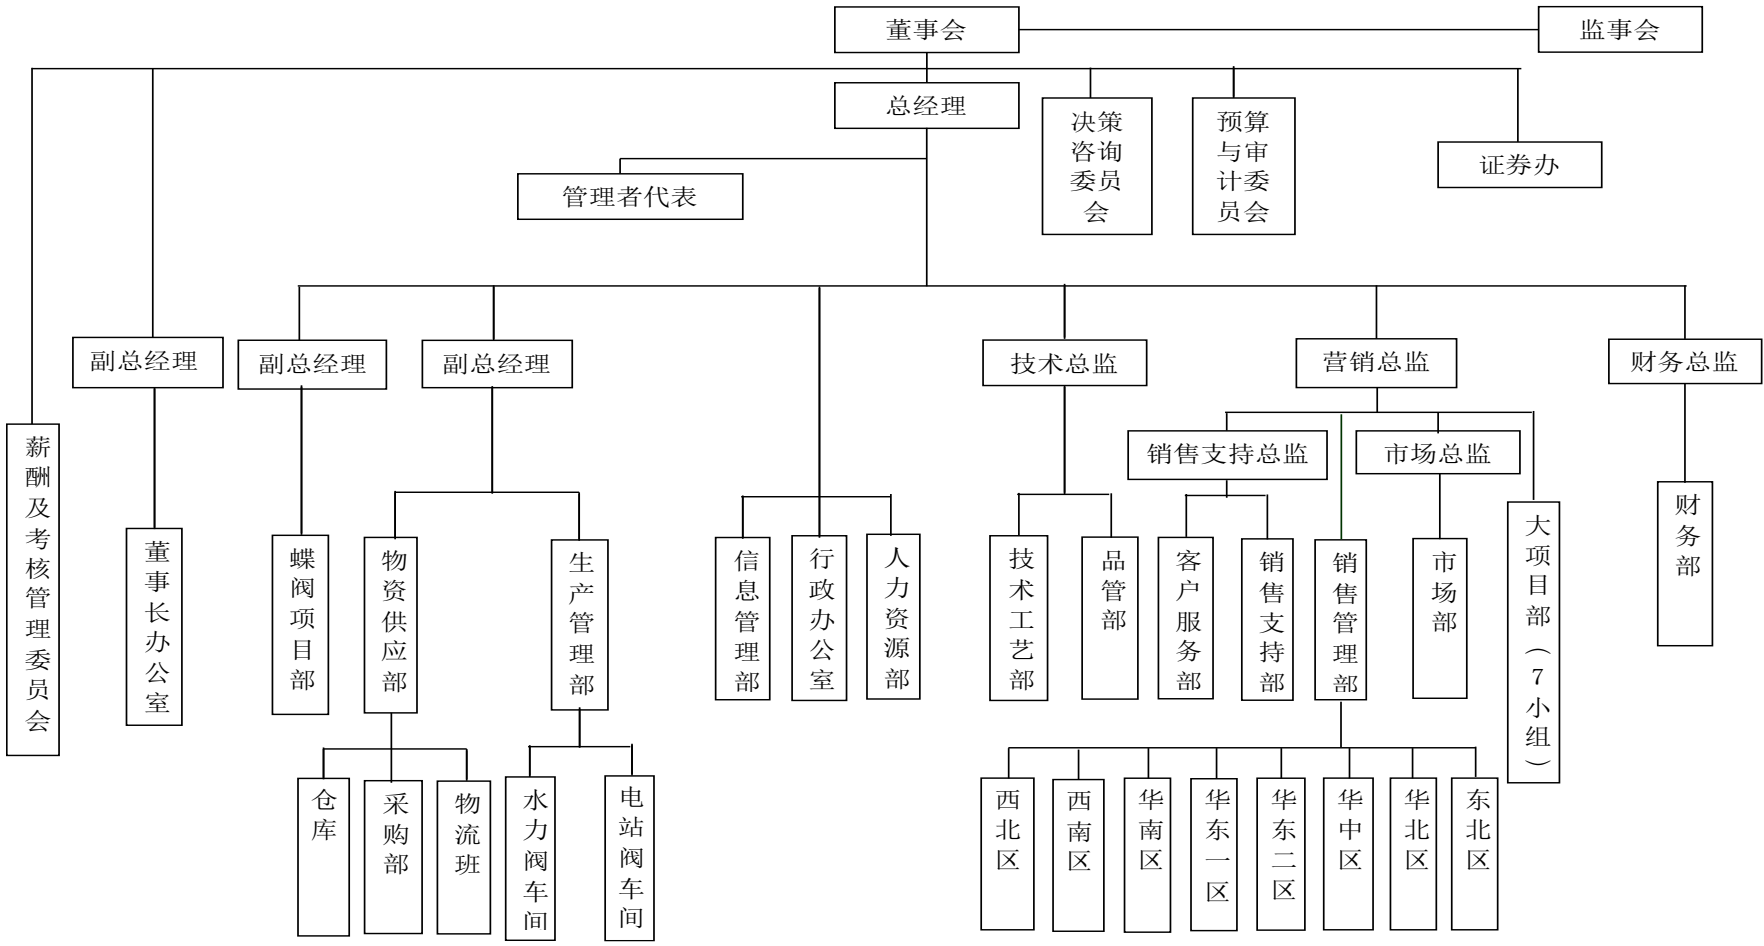 董事会
监事会
总经理
决策
咨询
委员
会
预算
与审
计委
员会
证券办
管理者代表
副总经理
副总经理
副总经理
技术总监
营销总监
财务总监
销售支持总监
市场总监
薪酬及考核管理委员会
董事长办公室
蝶阀项目部
物资供应部
生产管理部
信息管理部
行政办公室
人力资源部
技术工艺部
品管部
客户服务部
销售支持部
销售管理部
市场部
大项目部（7小组）
财务部
仓库
采购部
物流班
水力阀车间
电站阀车间
西北区
西南区
华南区
华东一区
华东二区
华中区
华北区
东北区